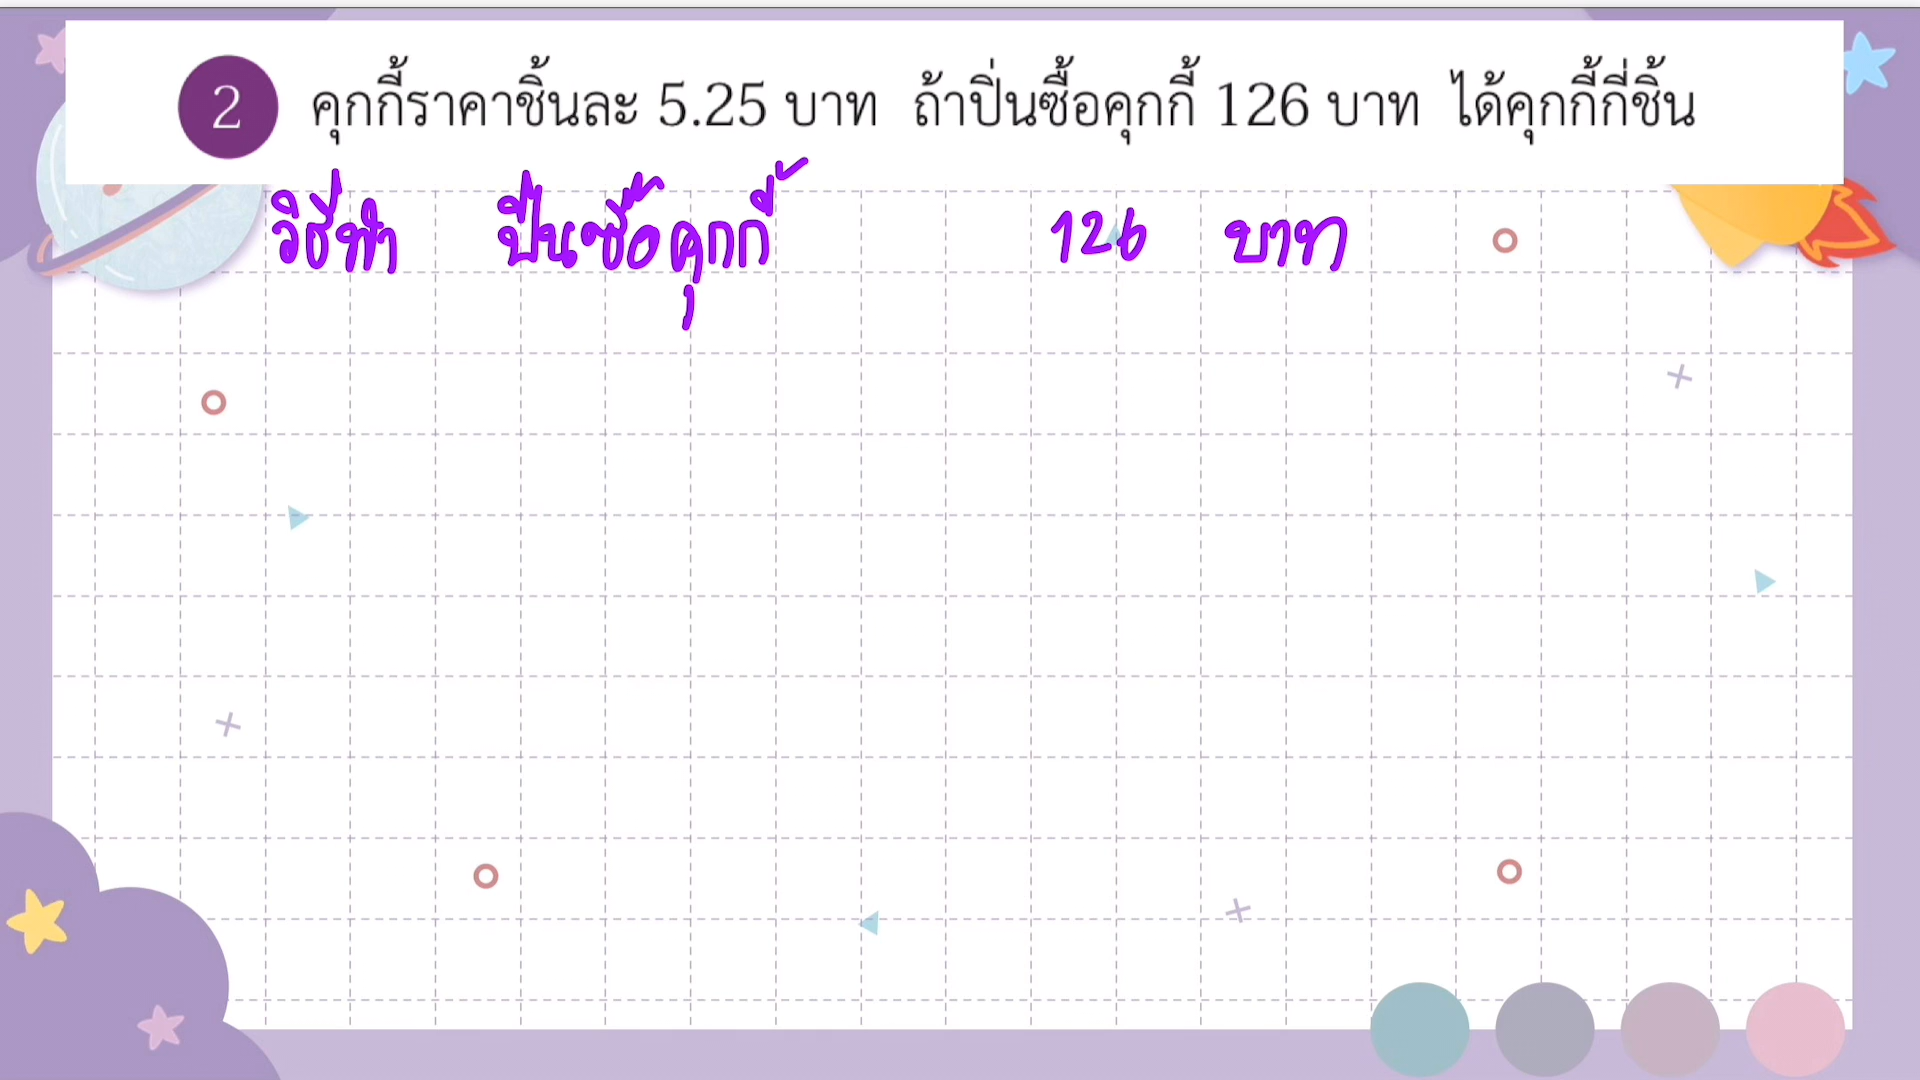 2 คุกกี้ราคาชิ้นละ 5.25 บาท ถ้าปิ่นซื้อคุกกี้ 126 บาท ได้คุกกี้กี่ชิ้น
วิธีทำ ปิ่นซื้อคุกกี้ 126 บาท